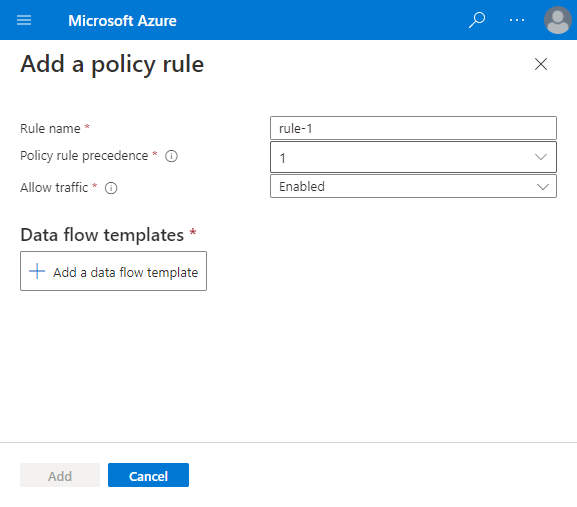 Microsoft Azure
Add a policy rule
Rule name *
rule-1
Policy rule precedence *
1
Allow traffic *
Enabled
Data flow templates *
Add a data flow template
Add
Cancel